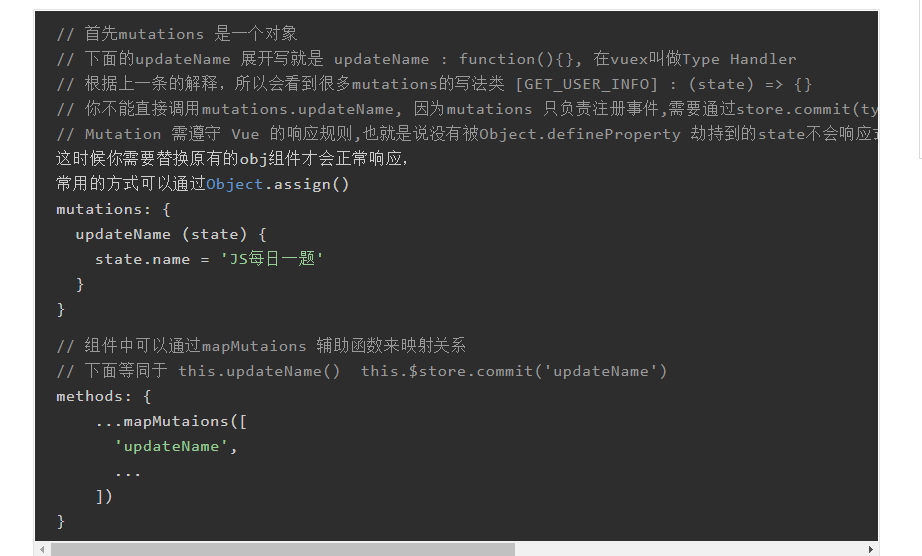 // 首先mutations 是一个对象
// 下面的updateName 展开写就是 updateName : function(){}, 在vuex叫做Type Handler
// 根据上一条的解释，所以会看到很多mutations的写法类 [GET_USER_INFO] : (state) => {}
// 你不能直接调用mutations.updateName, 因为mutations 只负责注册事件,需要通过store.commit(ty
// Mutation 需遵守 Vue 的响应规则,也就是说没有被Object.defineProperty 劫持到的state不会响应
这时候你需要替换原有的obj组件才会正常响应，
常用的方式可以通过Object.assign()
mutations: {
  updateName (state) {
    state.name = 'JS每日一题'
  }
}
// 组件中可以通过mapMutaions 辅助函数来映射关系
// 下面等同于 this.updateName()  this.$store.commit('updateName')
methods: {
    ...mapMutaions([
      'updateName',
      ...
    ])
}